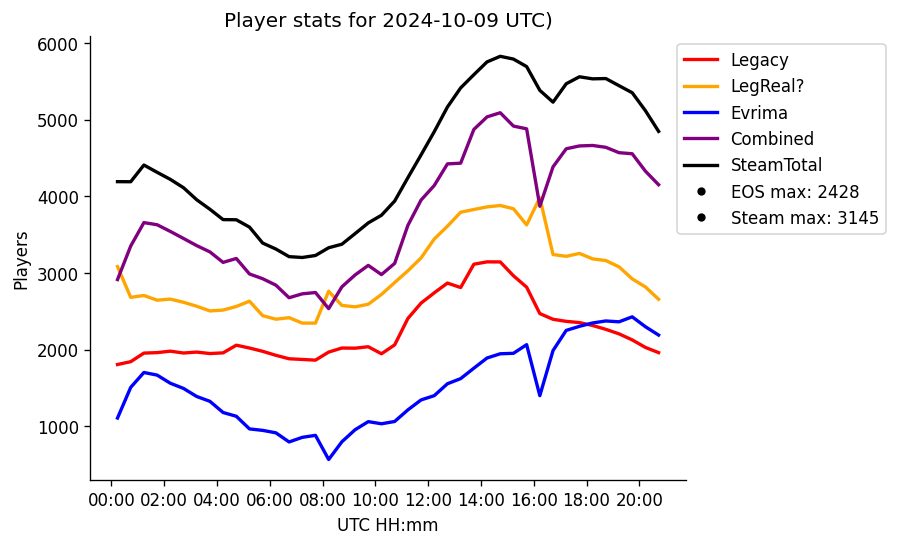 Player stats for 2024-10-09 UTC)
6000
5000
4000
3000
2000
1000
Players
00:00 02:00 04:00 06:00 08:00 10:00 12:00 14:00 16:00 18:00 20:00
UTC HH:mm
Legacy
LegReal?
Evrima
Combined
SteamTotal
EOS max: 2428
Steam max: 3145